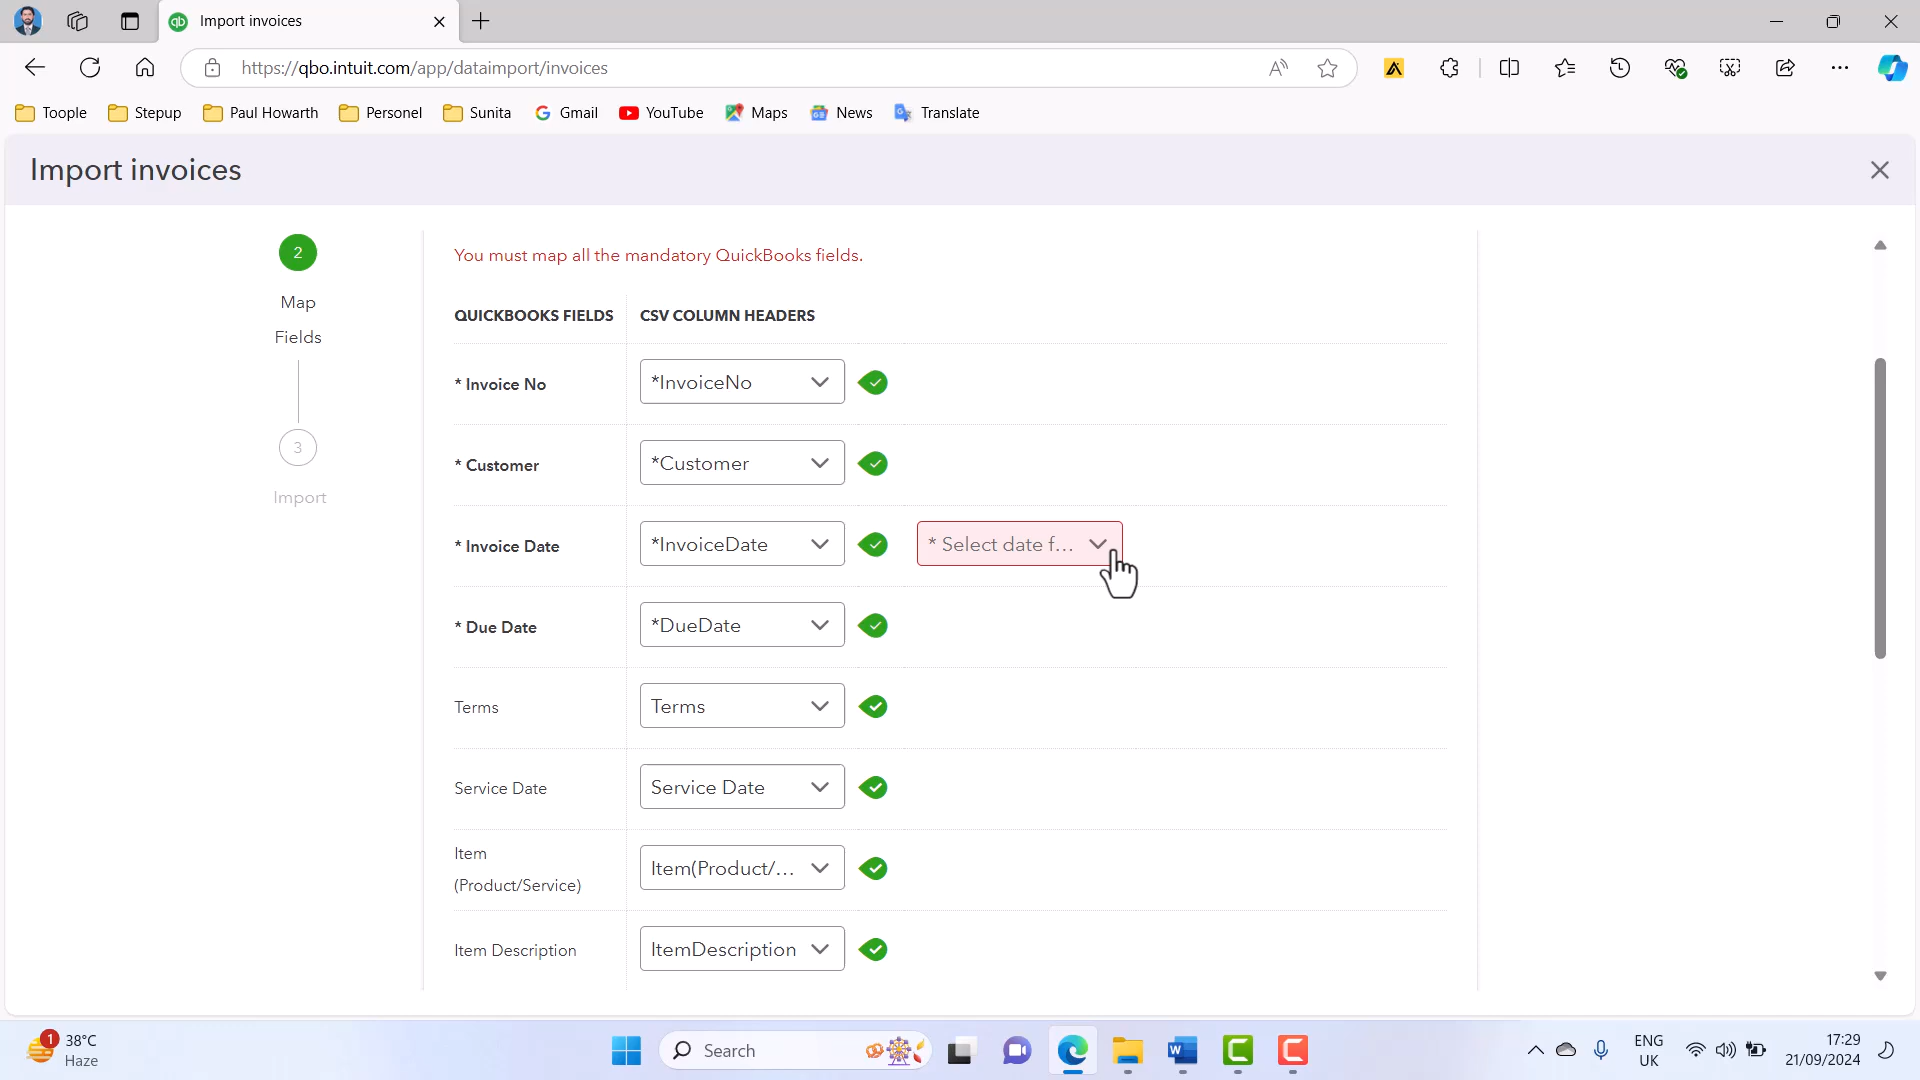 Import invoices
https://qbo.intuit.com/app/dataimport/invoices
Toople
Stepup
Paul Howarth
Personel
Sunita
Gmail
YouTube
Maps
News
Translate
Import invoices
2
Map
Fields
3
Import
You must map all the mandatory QuickBooks fields.
QUICKBOOKS FIELDS
CSV COLUMN HEADERS
* Invoice No
*InvoiceNo
* Customer
*Customer
* Invoice Date
*InvoiceDate
* Select date f...
* Due Date
*DueDate
Terms
Terms
Service Date
Service Date
Item
(Product/Service)
Item(Product/...
Item Description
ItemDescription
1
38°C
Haze
Search
ENG
UK
17:29
21/09/2024